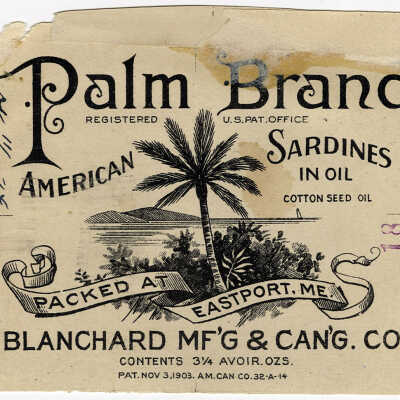 Palm Brand
REGISTERED U.S. PAT. OFFICE
AMERICAN
SARDINES
IN OIL
COTTON SEED OIL
PACKED AT EASTPORT, ME.
18
BLANCHARD MF'G & CAN'G. CO
CONTENTS 3¼ AVOIR. OZS.
PAT. NOV 3, 1903. AM. CAN CO. 32-A-14